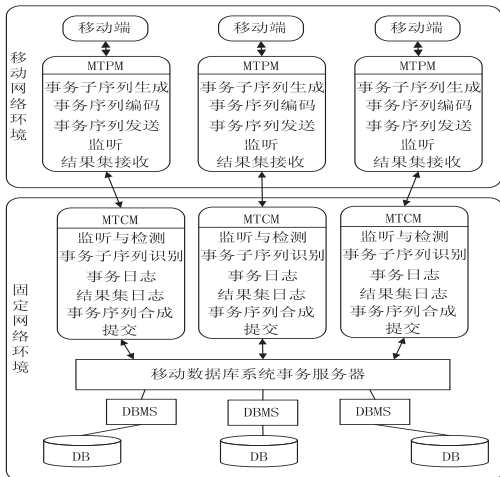 移动网络环境
移动端 移动端 移动端
MTPM MTPM MTPM
事务子序列生成 事务子序列生成 事务子序列生成
事务序列编码 事务序列编码 事务序列编码
事务序列发送 事务序列发送 事务序列发送
监听 监听 监听
结果集接收 结果集接收 结果集接收
固定网络环境
MTCM MTCM MTCM
监听与检测 监听与检测 监听与检测
事务子序列识别 事务子序列识别 事务子序列识别
事务日志 事务日志 事务日志
结果集日志 结果集日志 结果集日志
事务序列合成 事务序列合成 事务序列合成
提交 提交 提交
移动数据库系统事务服务器
DBMS DBMS DBMS
DB DB DB